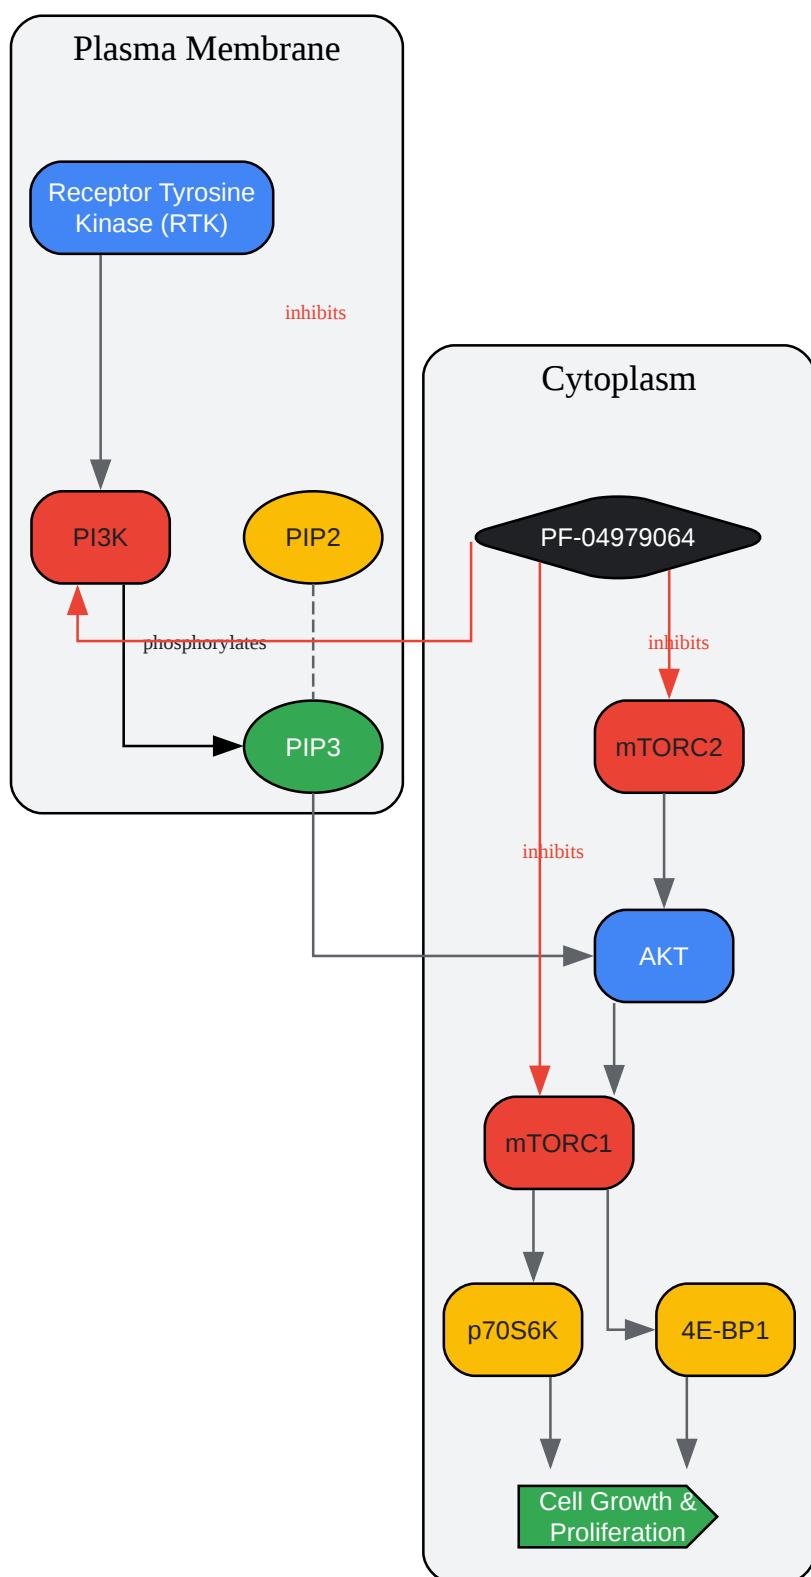 Plasma Membrane
Receptor Tyrosine
Kinase (RTK)
inhibits
Cytoplasm
PI3K
PIP2
PF-04979064
phosphorylates
inhibits
PIP3
mTORC2
inhibits
AKT
mTORC1
p70S6K
4E-BP1
Cell Growth &
Proliferation